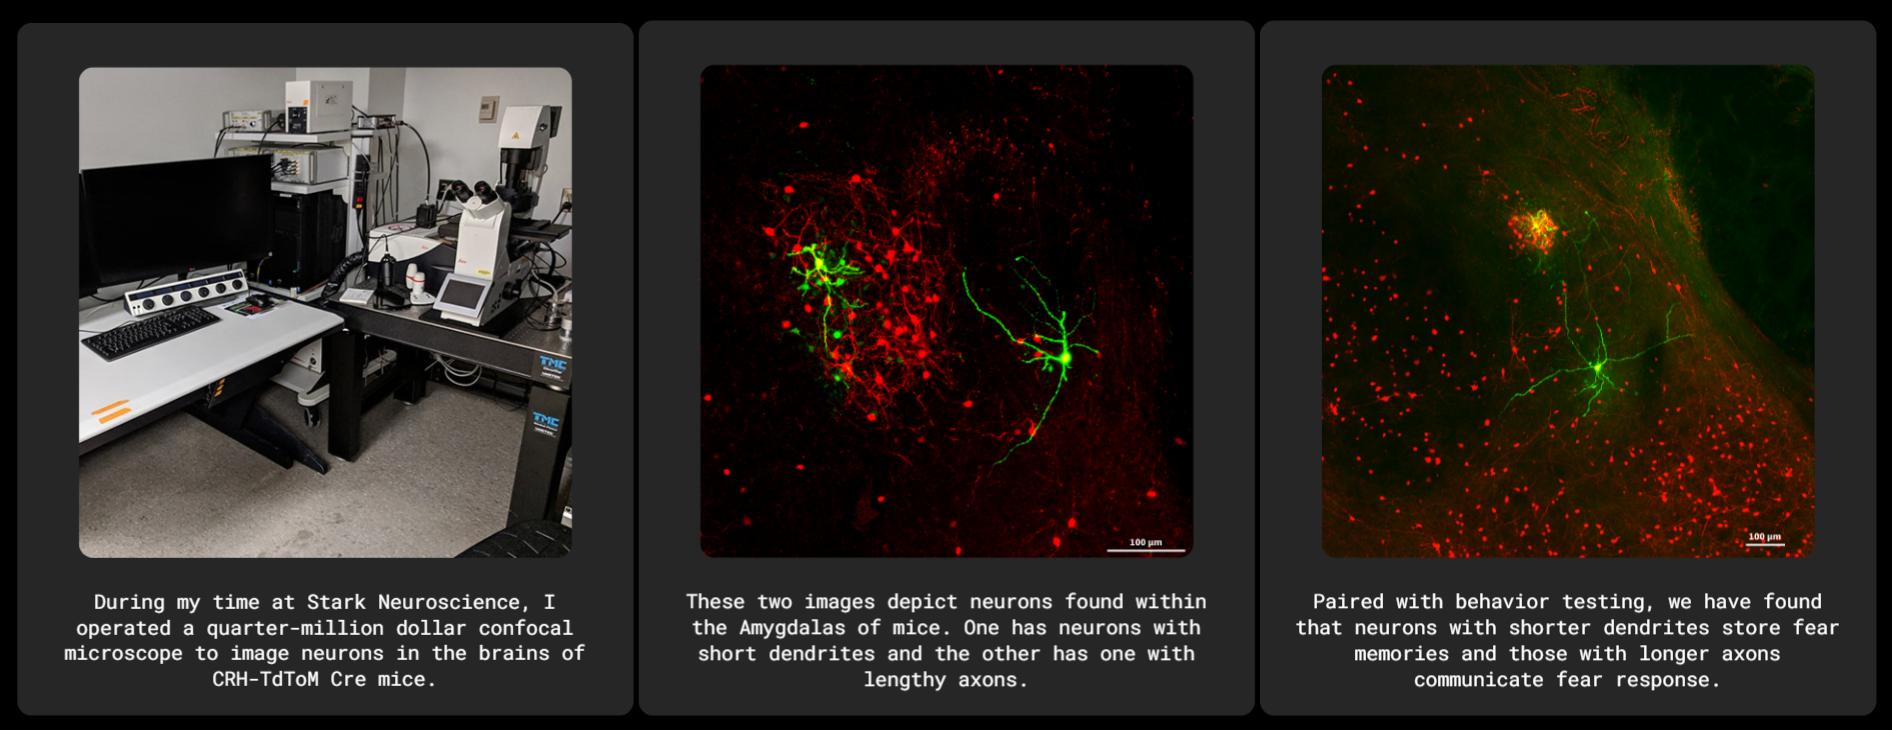 TMC
TMC
100 µm
100 µm
During my time at Stark Neuroscience, I
operated a quarter-million dollar confocal
microscope to image neurons in the brains of
CRH-TdToM Cre mice.
These two images depict neurons found within
the Amygdalas of mice. One has neurons with
short dendrites and the other has one with
lengthy axons.
Paired with behavior testing, we have found
that neurons with shorter dendrites store fear
memories and those with longer axons
communicate fear response.